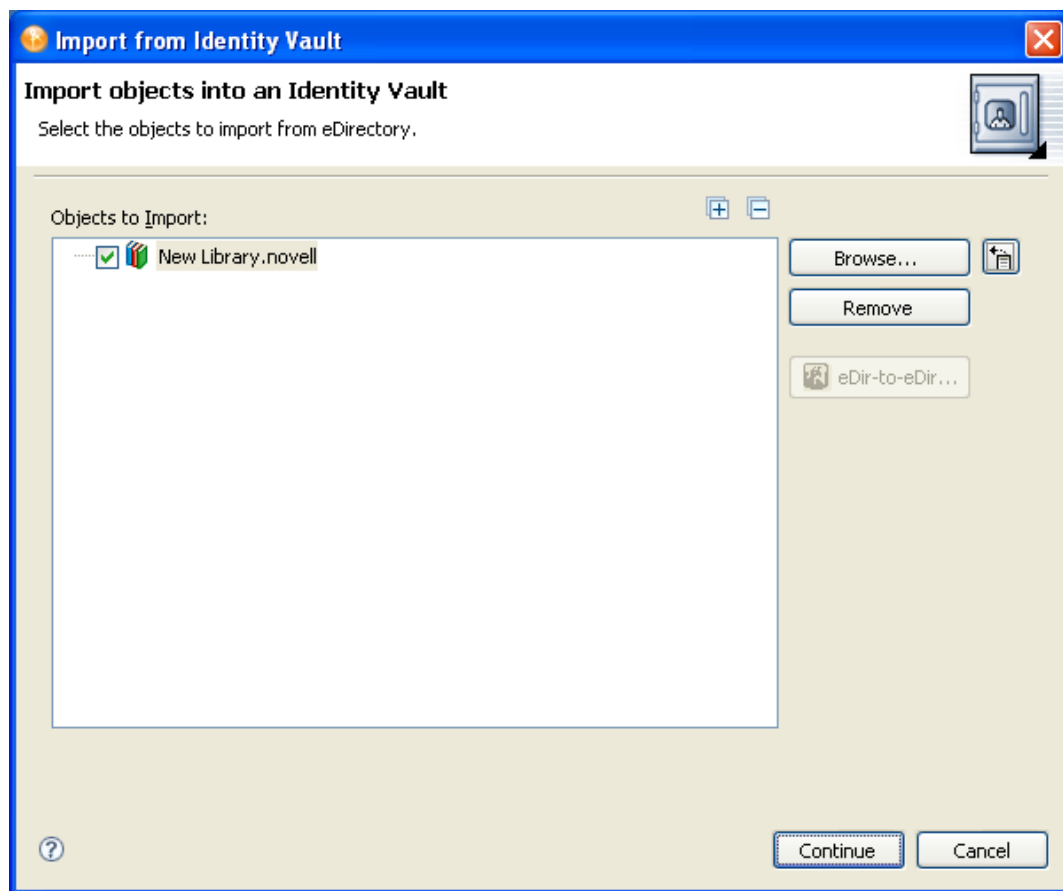 Import from Identity Vault
Import objects into an Identity Vault
Select the objects to import from eDirectory.
Objects to Import:
New Library.novell
Browse...
Remove
eDir-to-eDir...
?
Continue
Cancel